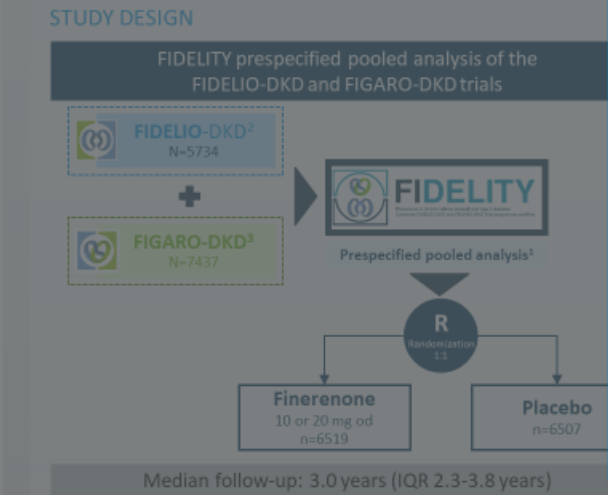 STUDY DESIGN
FIDELITY prespecified pooled analysis of the
FIDELIO-DKD and FIGARO-DKD trials
FIDELIO-DKD²
N=5734
FIGARO-DKD³
N=7437
FIDELITY
Prespecified pooled analysis¹
R
Randomization
1:1
Finerenone
10 or 20 mg od
n=6519
Placebo
n=6507
Median follow-up: 3.0 years (IQR 2.3-3.8 years)